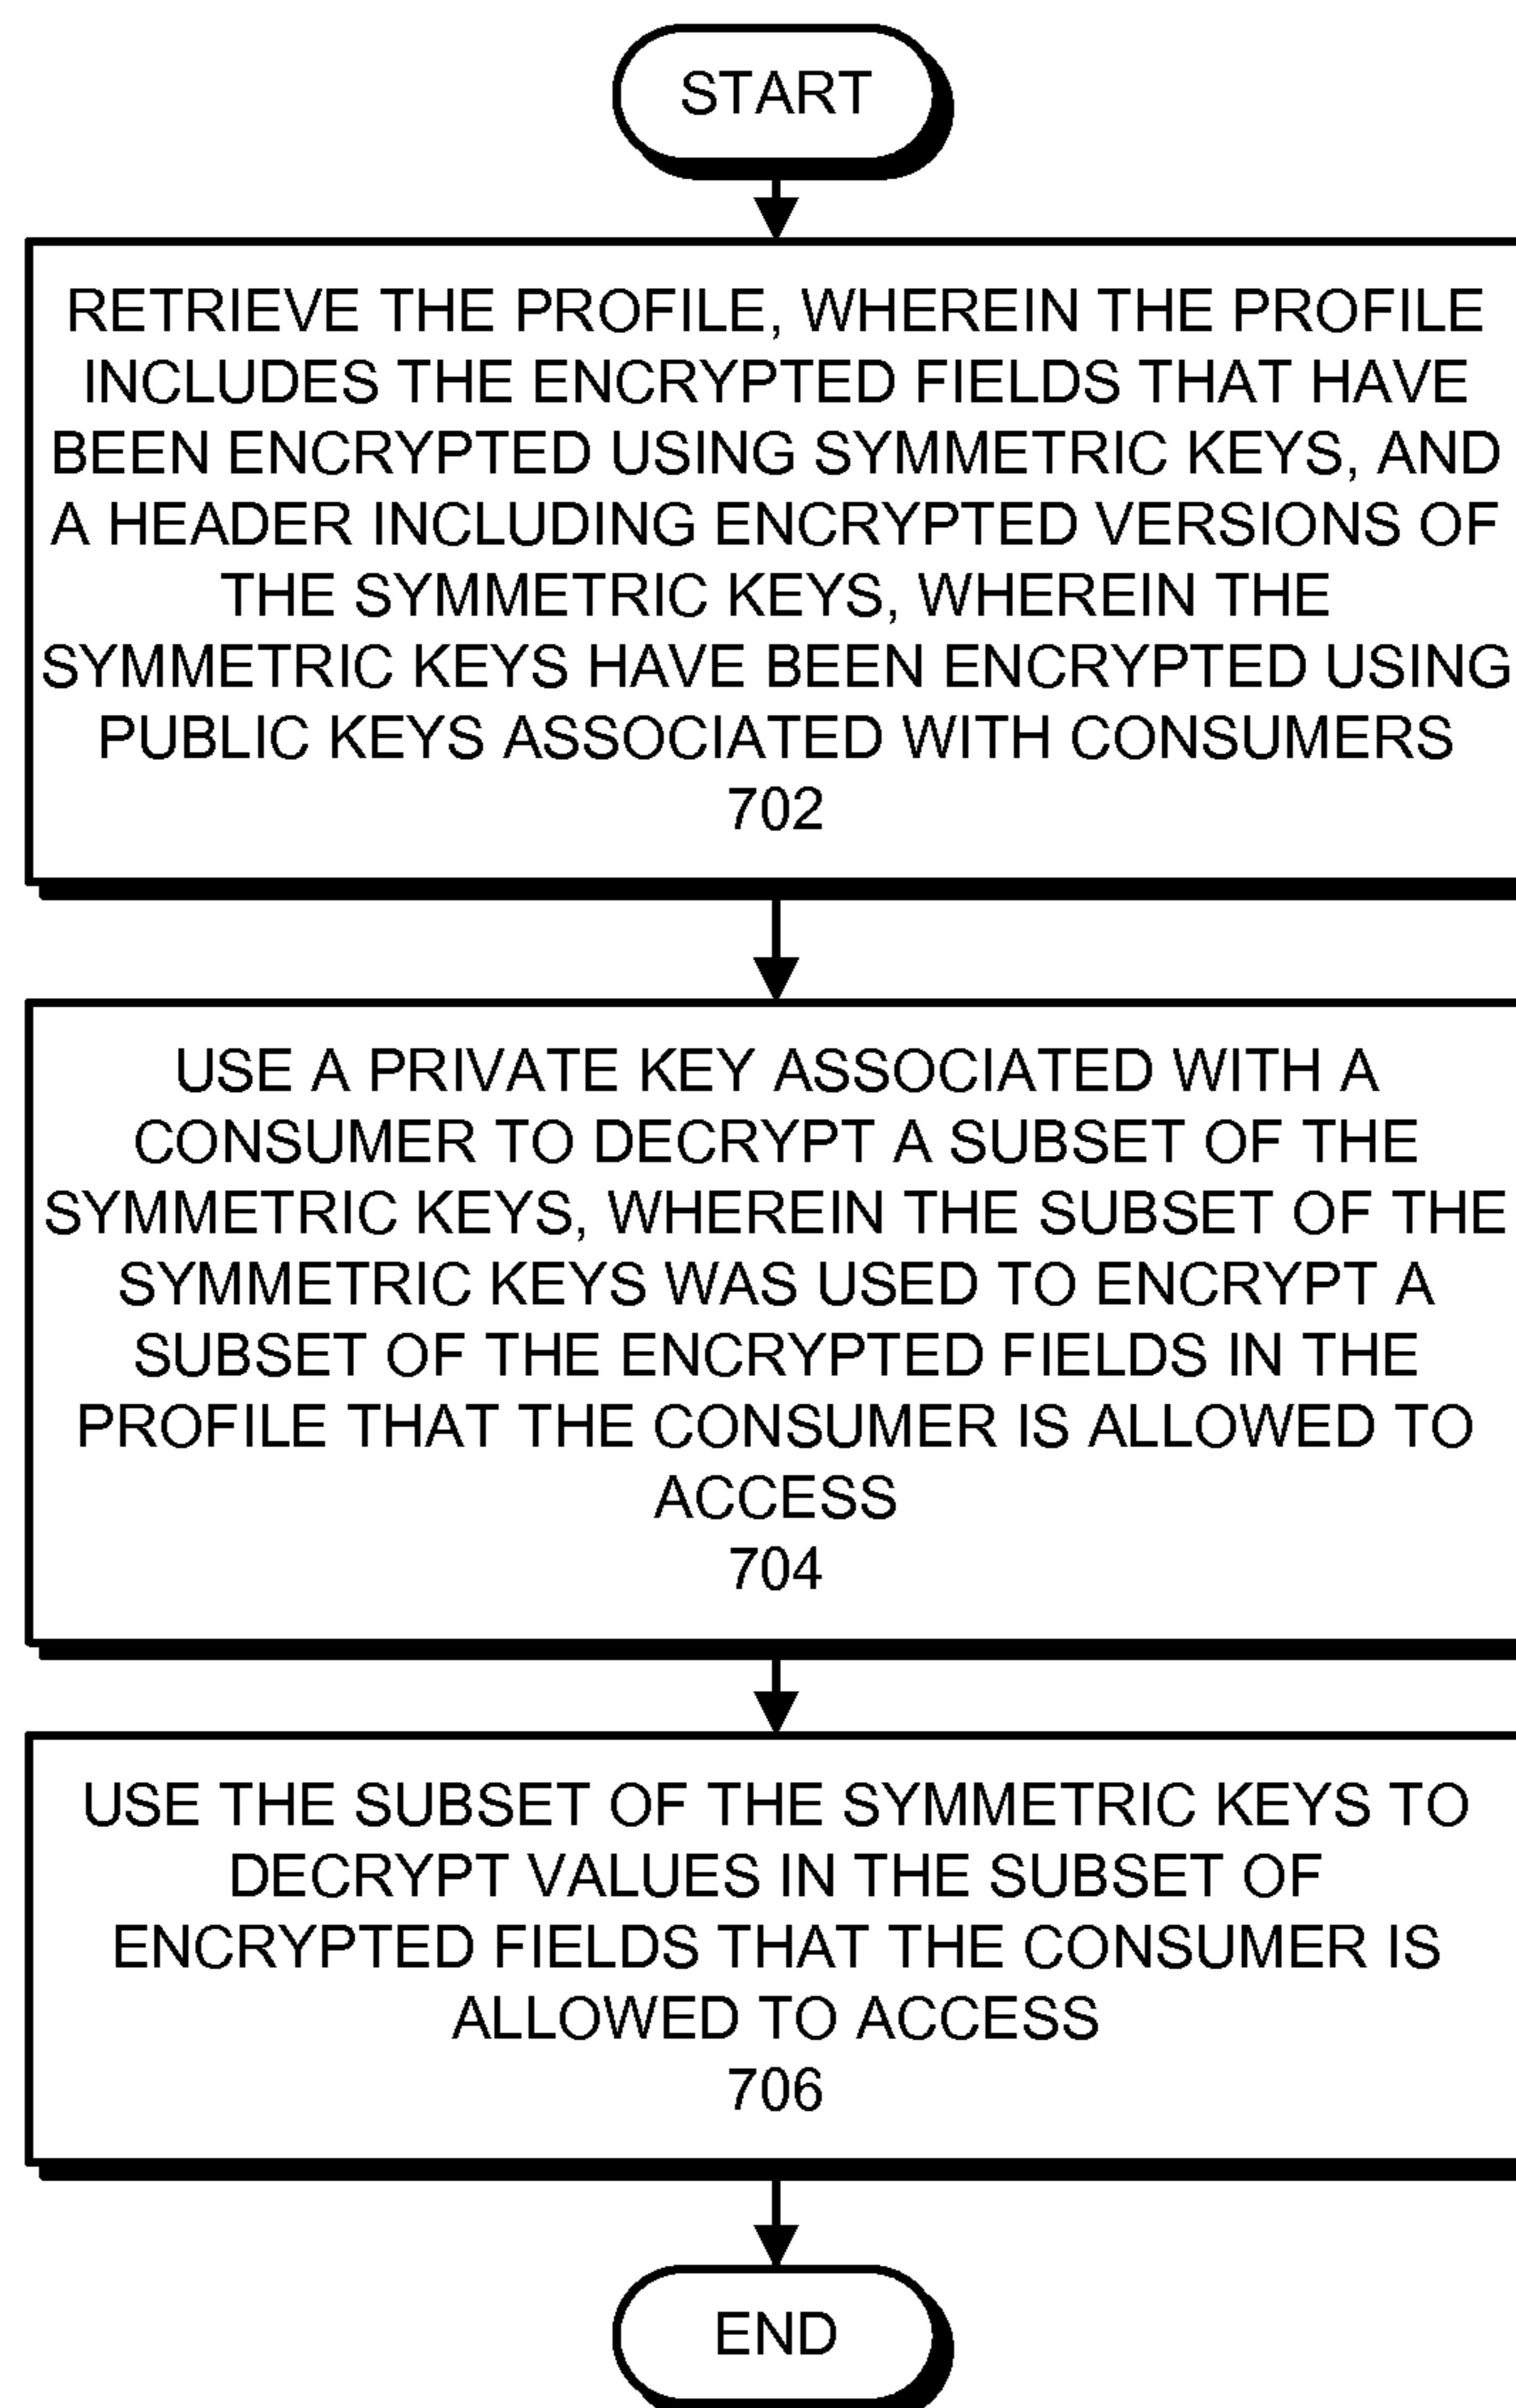 START
RETRIEVE THE PROFILE, WHEREIN THE PROFILE
INCLUDES THE ENCRYPTED FIELDS THAT HAVE
BEEN ENCRYPTED USING SYMMETRIC KEYS, AND
A HEADER INCLUDING ENCRYPTED VERSIONS OF
THE SYMMETRIC KEYS, WHEREIN THE
SYMMETRIC KEYS HAVE BEEN ENCRYPTED USING
PUBLIC KEYS ASSOCIATED WITH CONSUMERS
702
USE A PRIVATE KEY ASSOCIATED WITH A
CONSUMER TO DECRYPT A SUBSET OF THE
SYMMETRIC KEYS, WHEREIN THE SUBSET OF THE
SYMMETRIC KEYS WAS USED TO ENCRYPT A
SUBSET OF THE ENCRYPTED FIELDS IN THE
PROFILE THAT THE CONSUMER IS ALLOWED TO
ACCESS
704
USE THE SUBSET OF THE SYMMETRIC KEYS TO
DECRYPT VALUES IN THE SUBSET OF
ENCRYPTED FIELDS THAT THE CONSUMER IS
ALLOWED TO ACCESS
706
END